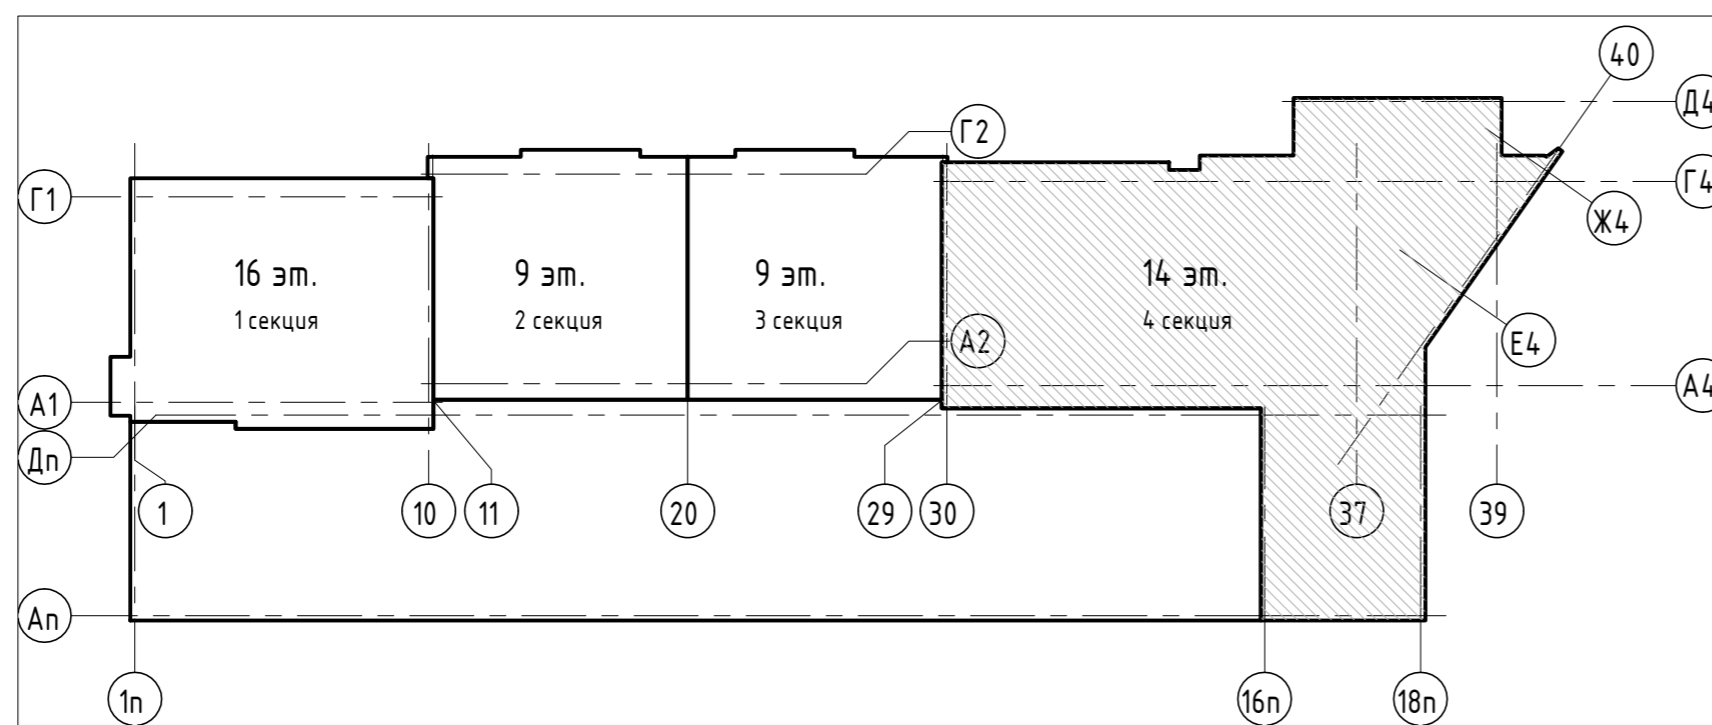 40
Д4
Г2
Г1
Г4
Ж4
16 эт.
1 секция
9 эт.
2 секция
9 эт.
3 секция
14 эт.
4 секция
А2
Е4
А1
А4
Дп
1
10
11
20
29
30
37
39
Ап
1п
16п
18п